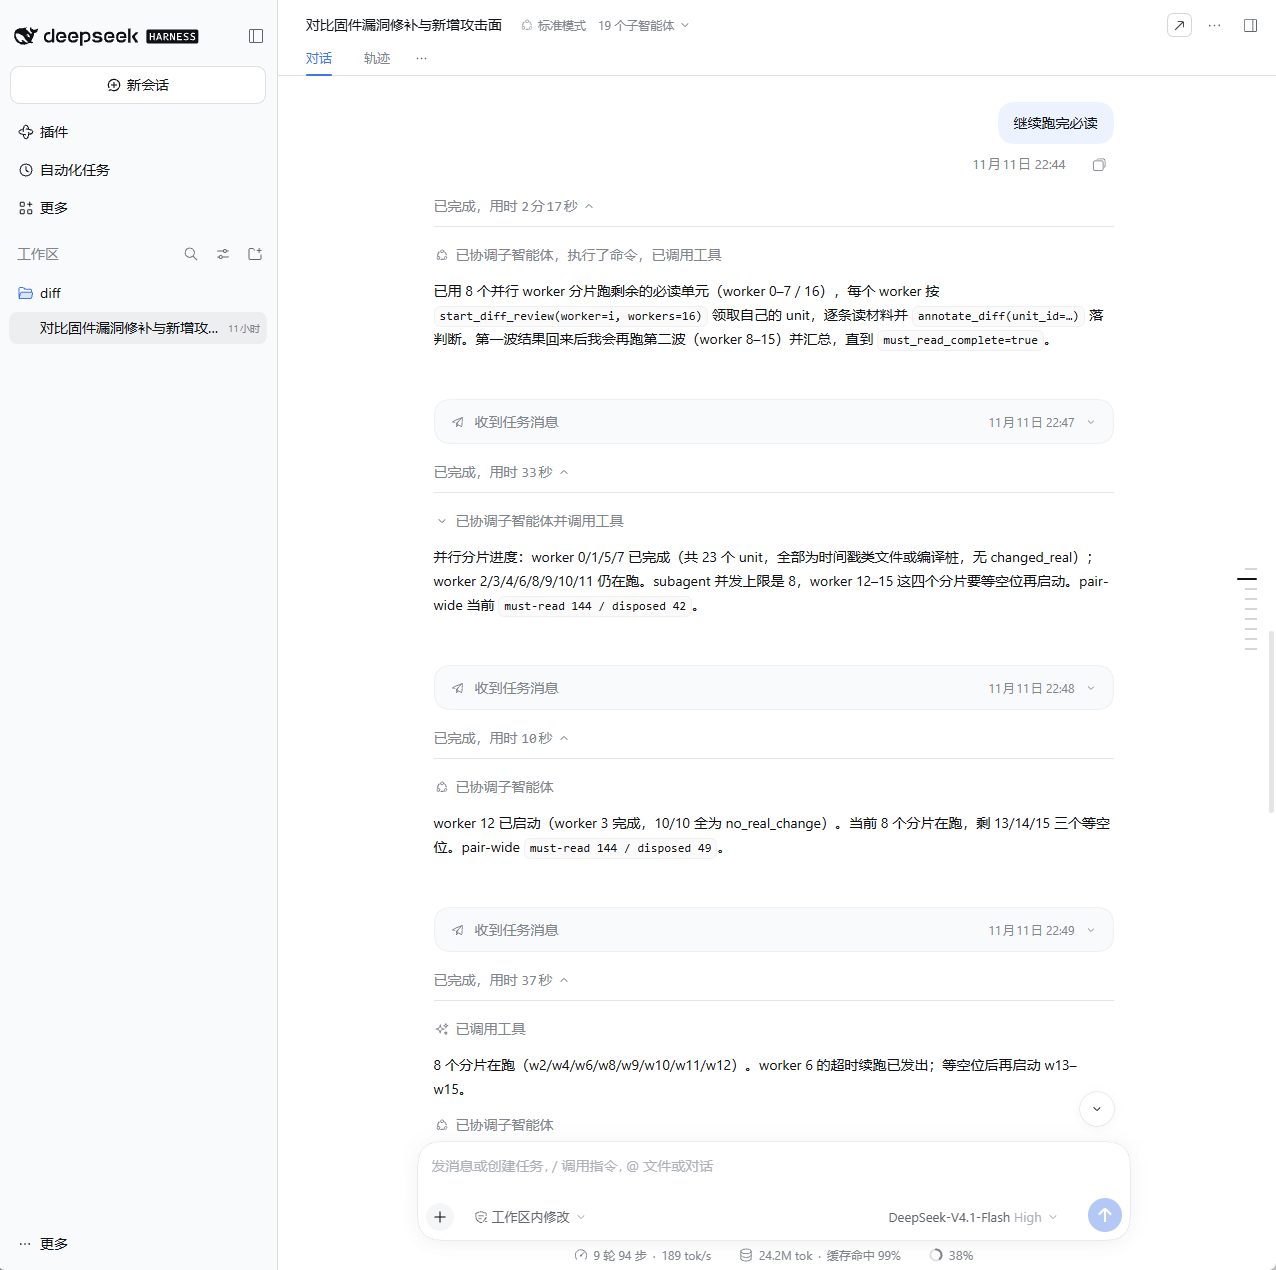 deepseek HARNESS
新会话
插件
自动化任务
更多
工作区
diff
对比固件漏洞修补与新增攻... 11小时
... 更多
对比固件漏洞修补与新增攻击面 标准模式 19 个子智能体
对话 轨迹 ...
继续跑完必读
11月11日 22:44
已完成，用时 2分17秒
已协调子智能体，执行了命令，已调用工具
已用 8 个并行 worker 分片跑剩余的必读单元（worker 0–7 / 16），每个 worker 按
start_diff_review(worker=i, workers=16) 领取自己的 unit，逐条读材料并 annotate_diff(unit_id=…) 落
判断。第一波结果回来后我会再跑第二波（worker 8–15）并汇总，直到 must_read_complete=true 。
收到任务消息 11月11日 22:47
已完成，用时 33秒
已协调子智能体并调用工具
并行分片进度：worker 0/1/5/7 已完成（共 23 个 unit，全部为时间戳类文件或编译桩，无 changed_real）；
worker 2/3/4/6/8/9/10/11 仍在跑。subagent 并发上限是 8，worker 12–15 这四个分片要等空位再启动。pair-
wide 当前 must-read 144 / disposed 42 。
收到任务消息 11月11日 22:48
已完成，用时 10秒
已协调子智能体
worker 12 已启动（worker 3 完成，10/10 全为 no_real_change）。当前 8 个分片在跑，剩 13/14/15 三个等空
位。pair-wide must-read 144 / disposed 49 。
收到任务消息 11月11日 22:49
已完成，用时 37秒
已调用工具
8 个分片在跑（w2/w4/w6/w8/w9/w10/w11/w12）。worker 6 的超时续跑已发出；等空位后再启动 w13–
w15。
已协调子智能体
发消息或创建任务, / 调用指令, @ 文件或对话
工作区内修改 DeepSeek-V4.1-Flash High
9 轮 94 步 · 189 tok/s 24.2M tok · 缓存命中 99% 38%